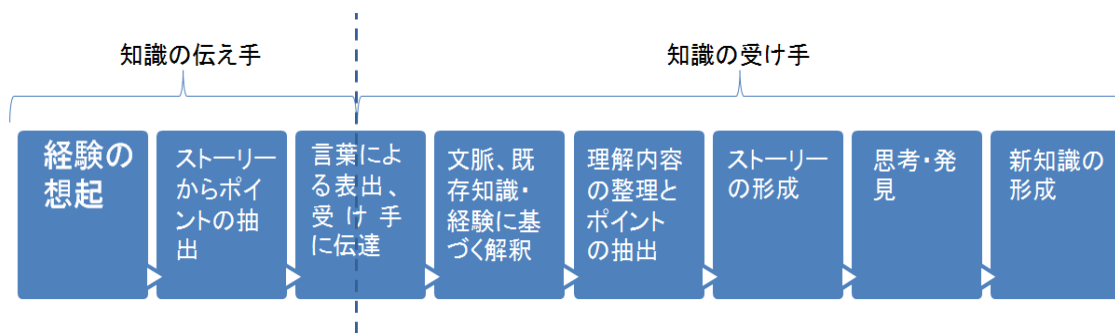 知識の伝え手
知識の受け手
経験の
想起
ストーリー
からポイ
ントの抽
出
言葉によ
る表出、
受け手
に伝達
文脈、既
存知識・
経験に基
づく解釈
理解内容
の整理と
ポイント
の抽出
ストーリー
の形成
思考・発
見
新知識の
形成